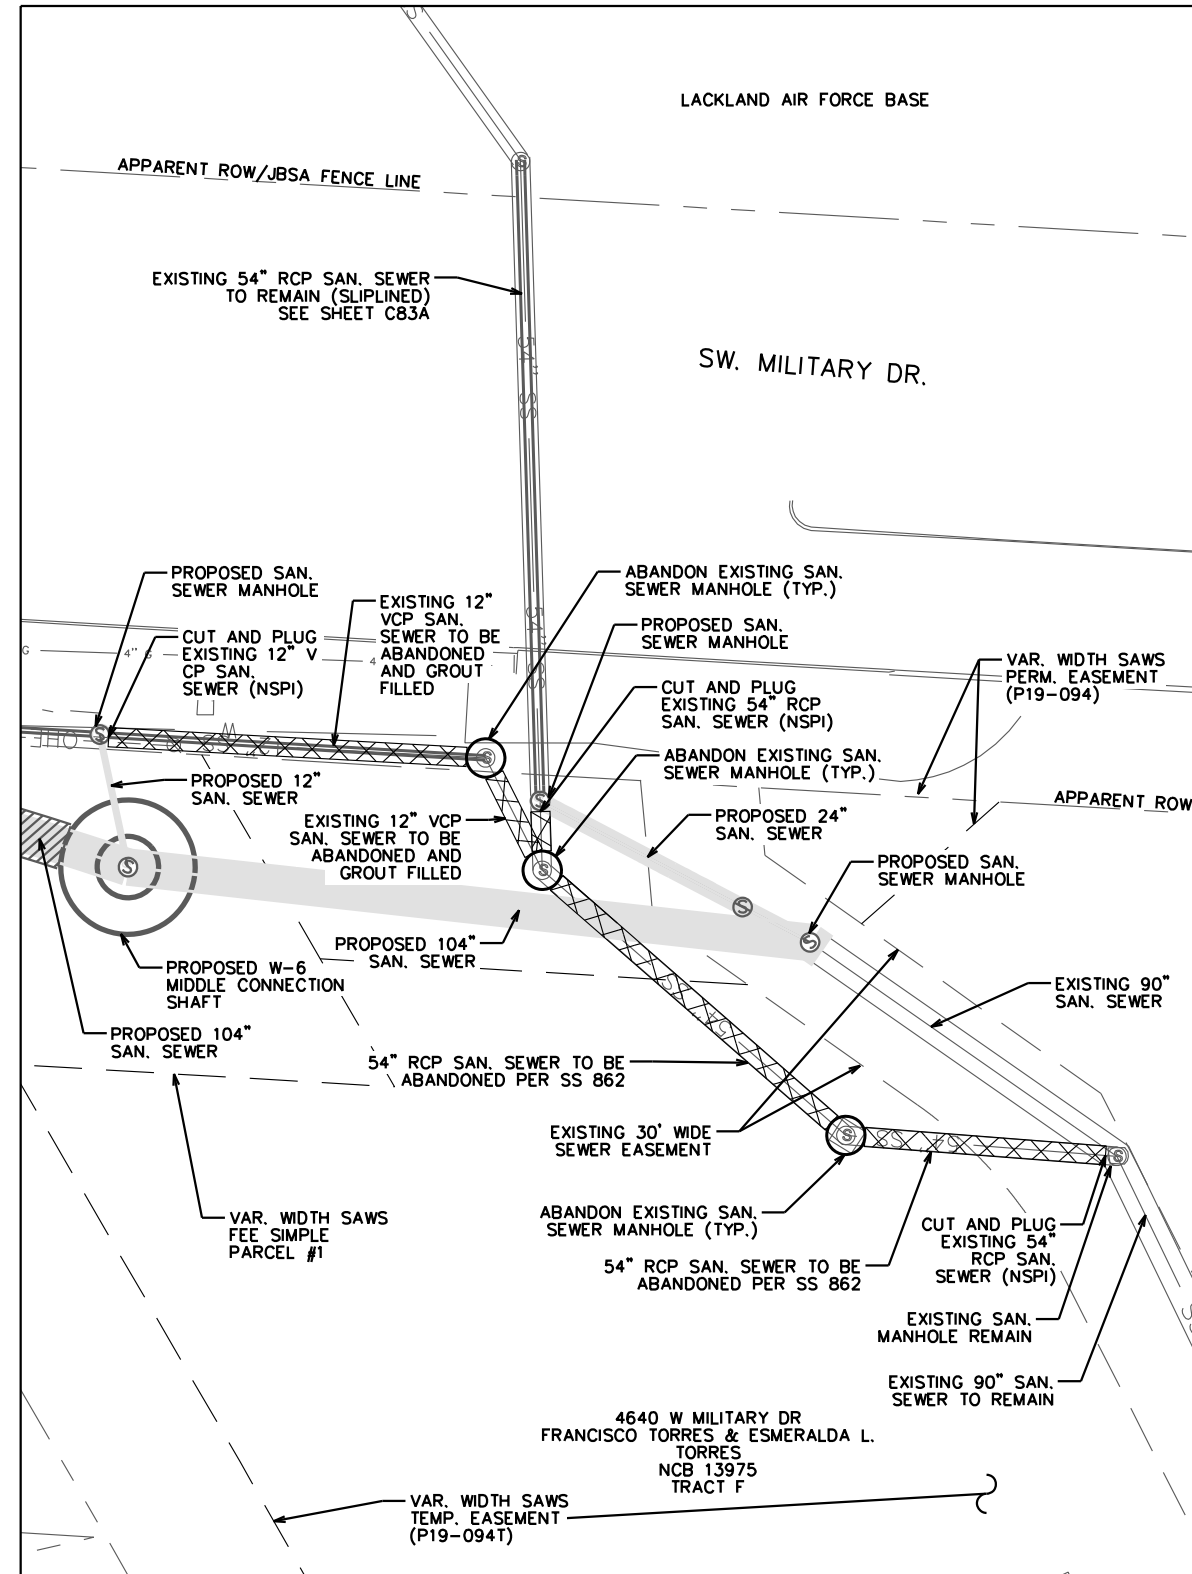 LACKLAND AIR FORCE BASE
APPARENT ROW/JBSA FENCE LINE
EXISTING 54" RCP SAN. SEWER
TO REMAIN (SLIPLINED)
SEE SHEET C83A
SW. MILITARY DR.
54" SS
54" SS
PROPOSED SAN.
SEWER MANHOLE
CUT AND PLUG
EXISTING 12" V
CP SAN.
SEWER (NSPI)
EXISTING 12"
VCP SAN.
SEWER TO BE
ABANDONED
AND GROUT
FILLED
ABANDON EXISTING SAN.
SEWER MANHOLE (TYP.)
PROPOSED SAN.
SEWER MANHOLE
CUT AND PLUG
EXISTING 54" RCP
SAN. SEWER (NSPI)
ABANDON EXISTING SAN.
SEWER MANHOLE (TYP.)
VAR. WIDTH SAWS
PERM. EASEMENT
(P19-094)
4" G
W
OHE
APPARENT ROW
PROPOSED 12"
SAN. SEWER
EXISTING 12" VCP
SAN. SEWER TO BE
ABANDONED AND
GROUT FILLED
PROPOSED 24"
SAN. SEWER
PROPOSED SAN.
SEWER MANHOLE
PROPOSED 104"
SAN. SEWER
PROPOSED W-6
MIDDLE CONNECTION
SHAFT
PROPOSED 104"
SAN. SEWER
EXISTING 90"
SAN. SEWER
54" SS
54" RCP SAN. SEWER TO BE
ABANDONED PER SS 862
EXISTING 30' WIDE
SEWER EASEMENT
54" SS
ABANDON EXISTING SAN.
SEWER MANHOLE (TYP.)
VAR. WIDTH SAWS
FEE SIMPLE
PARCEL #1
54" RCP SAN. SEWER TO BE
ABANDONED PER SS 862
CUT AND PLUG
EXISTING 54"
RCP SAN.
SEWER (NSPI)
SS
EXISTING SAN.
MANHOLE REMAIN
EXISTING 90" SAN.
SEWER TO REMAIN
4640 W MILITARY DR
FRANCISCO TORRES & ESMERALDA L.
TORRES
NCB 13975
TRACT F
VAR. WIDTH SAWS
TEMP. EASEMENT
(P19-094T)